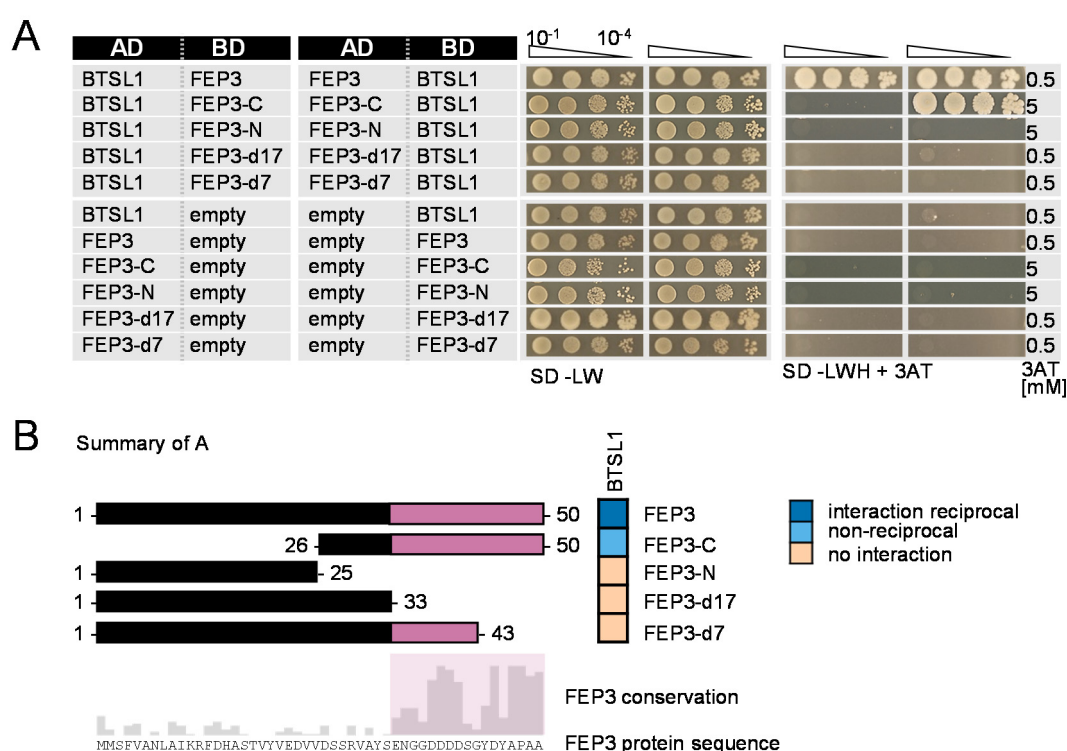 A
AD BD AD BD 10-1 10-4
BTSL1 FEP3 FEP3 BTSL1 0.5
BTSL1 FEP3-C FEP3-C BTSL1 5
BTSL1 FEP3-N FEP3-N BTSL1 5
BTSL1 FEP3-d17 FEP3-d17 BTSL1 0.5
BTSL1 FEP3-d7 FEP3-d7 BTSL1 0.5
BTSL1 empty empty BTSL1 0.5
FEP3 empty empty FEP3 0.5
FEP3-C empty empty FEP3-C 5
FEP3-N empty empty FEP3-N 5
FEP3-d17 empty empty FEP3-d17 0.5
FEP3-d7 empty empty FEP3-d7 0.5
SD -LW SD -LWH + 3AT 3AT
[mM]
B
Summary of A
BTSL1
1 50 FEP3
26 50 FEP3-C
1 25 FEP3-N
1 33 FEP3-d17
1 43 FEP3-d7
interaction reciprocal
non-reciprocal
no interaction
FEP3 conservation
MMSFVANLAIKRFDHASTVYVEDVVDSSRVAYSENGGDDDDSGYDYAPAA FEP3 protein sequence